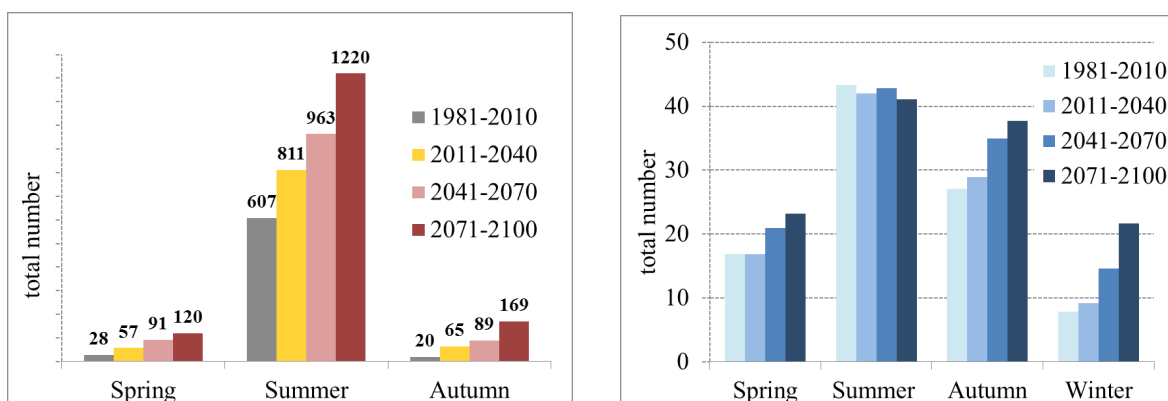 total number
1220
963
811
607
28
57
91
120
20
65
89
169
1981-2010
2011-2040
2041-2070
2071-2100
Spring
Summer
Autumn
total number
50
40
30
20
10
0
1981-2010
2011-2040
2041-2070
2071-2100
Spring
Summer
Autumn
Winter